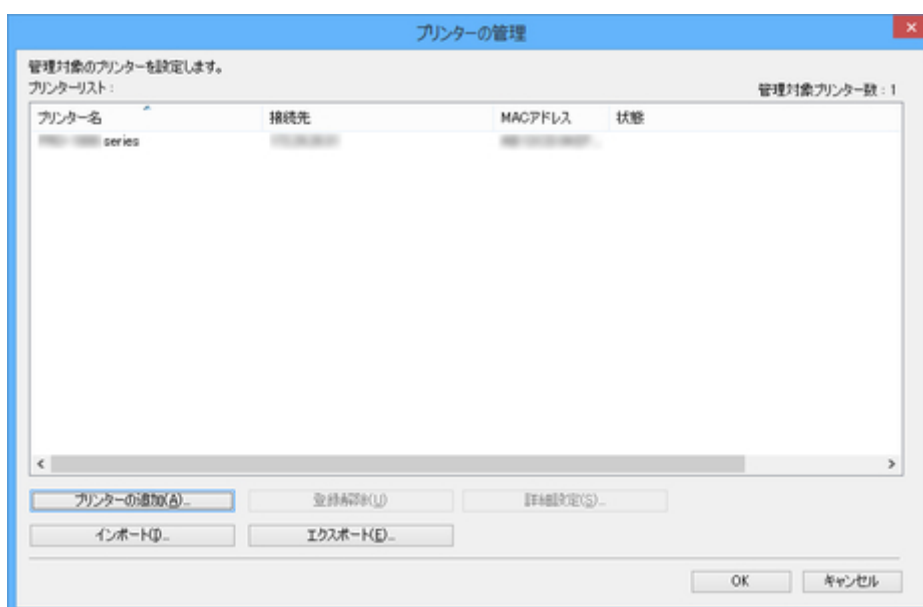 プリンターの管理
管理対象のプリンターを設定します。
プリンターリスト：
管理対象プリンター数：1
プリンター名 接続先 MACアドレス 状態
series
プリンターの追加(A)... 登録解除(U) 詳細設定(S)...
インポート(I)... エクスポート(E)...
OK キャンセル